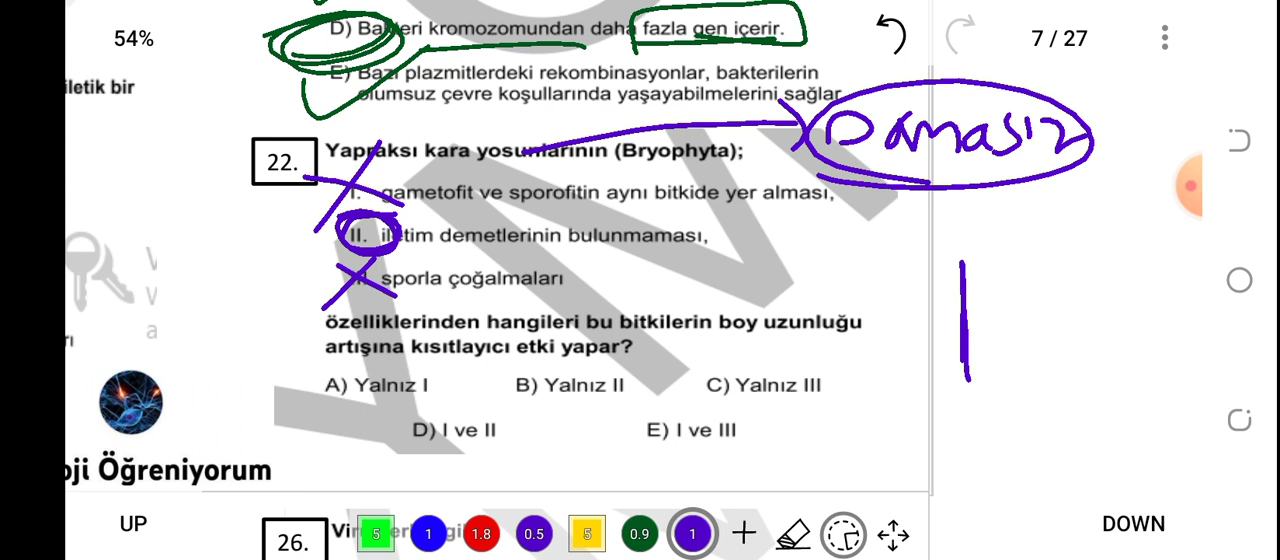 54%
7 / 27
D) Bakteri kromozomundan daha fazla gen içerir.
iletik bir
E) Bazı plazmitlerdeki rekombinasyonlar, bakterilerin
olumsuz çevre koşullarında yaşayabilmelerini sağlar.
Damasız
22.
Yapraksı kara yosunlarının (Bryophyta);
I. gametofit ve sporofitin aynı bitkide yer alması,
II. iletim demetlerinin bulunmaması,
III. sporla çoğalmaları
özelliklerinden hangileri bu bitkilerin boy uzunluğu
artışına kısıtlayıcı etki yapar?
A) Yalnız I B) Yalnız II C) Yalnız III
D) I ve II E) I ve III
oji Öğreniyorum
UP
26.
5 1 1.8 0.5 5 0.9 1
DOWN